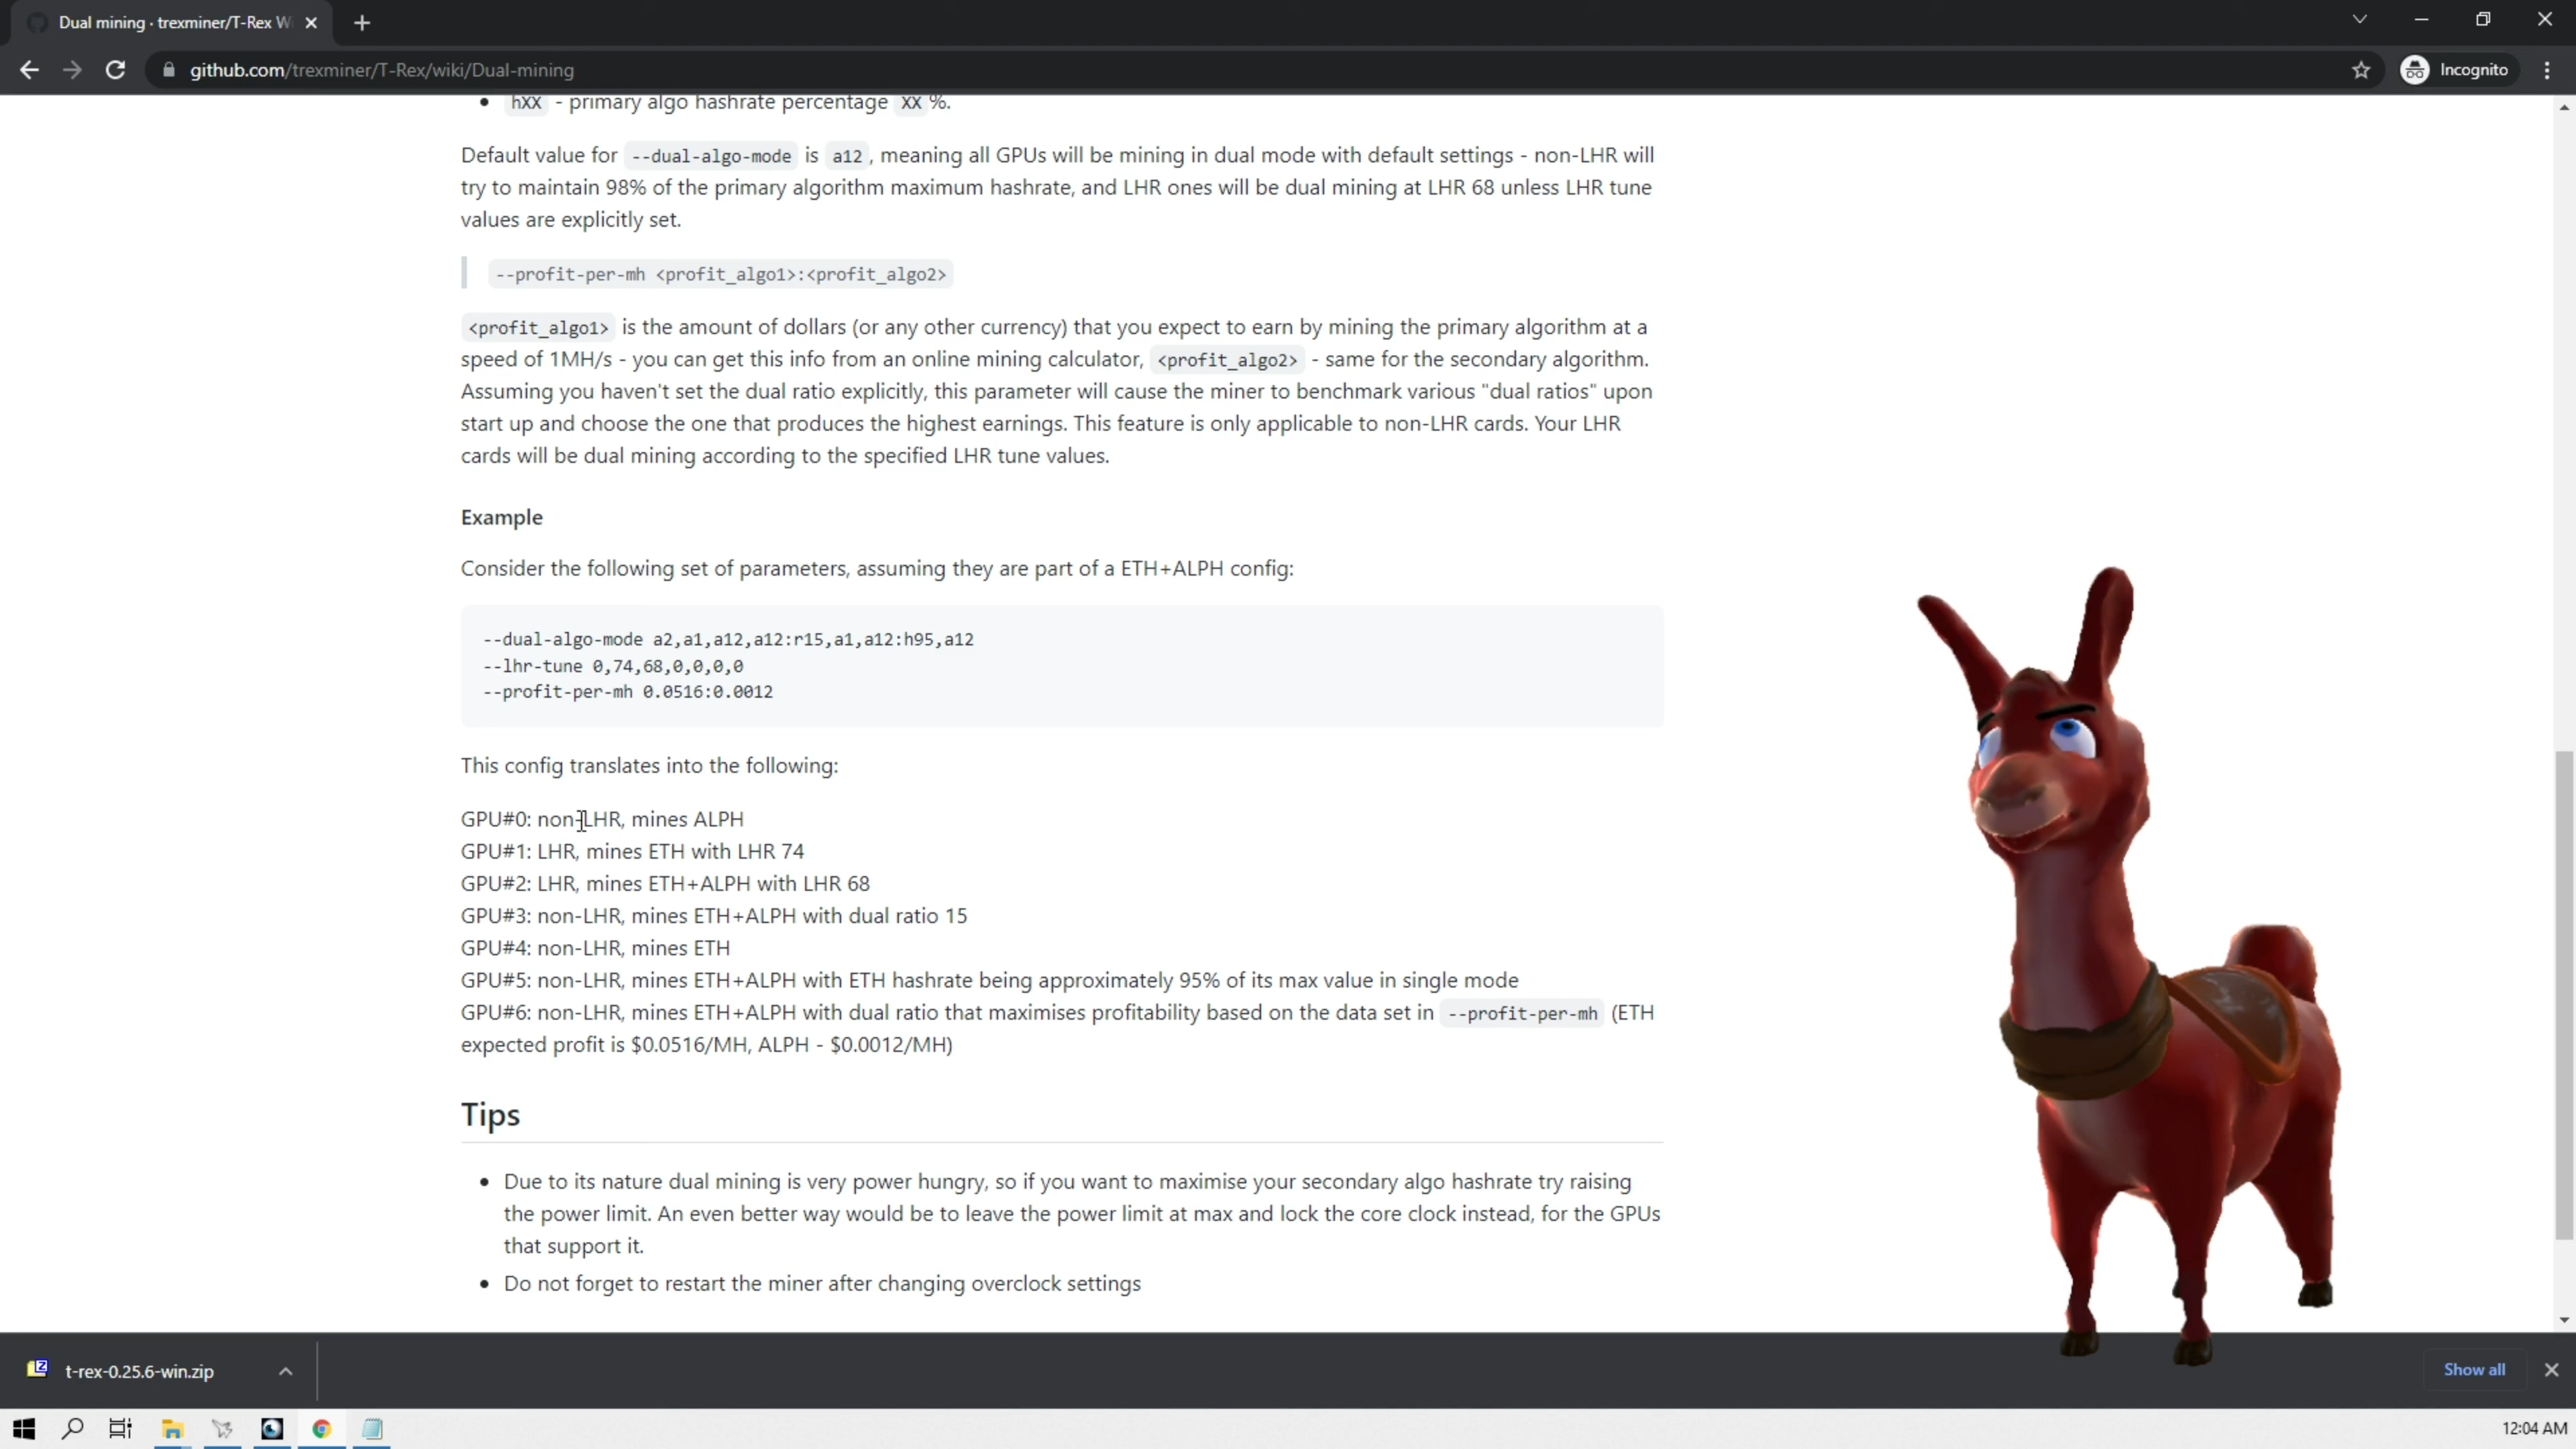 Dual mining · trexminer/T-Rex W
github.com/trexminer/T-Rex/wiki/Dual-mining
Incognito
hXX - primary algo hashrate percentage XX %.
Default value for --dual-algo-mode is a12 , meaning all GPUs will be mining in dual mode with default settings - non-LHR will
try to maintain 98% of the primary algorithm maximum hashrate, and LHR ones will be dual mining at LHR 68 unless LHR tune
values are explicitly set.
--profit-per-mh <profit_algo1>:<profit_algo2>
<profit_algo1> is the amount of dollars (or any other currency) that you expect to earn by mining the primary algorithm at a
speed of 1MH/s - you can get this info from an online mining calculator, <profit_algo2> - same for the secondary algorithm.
Assuming you haven't set the dual ratio explicitly, this parameter will cause the miner to benchmark various "dual ratios" upon
start up and choose the one that produces the highest earnings. This feature is only applicable to non-LHR cards. Your LHR
cards will be dual mining according to the specified LHR tune values.
Example
Consider the following set of parameters, assuming they are part of a ETH+ALPH config:
--dual-algo-mode a2,a1,a12,a12:r15,a1,a12:h95,a12
--lhr-tune 0,74,68,0,0,0,0
--profit-per-mh 0.0516:0.0012
This config translates into the following:
GPU#0: non-LHR, mines ALPH
GPU#1: LHR, mines ETH with LHR 74
GPU#2: LHR, mines ETH+ALPH with LHR 68
GPU#3: non-LHR, mines ETH+ALPH with dual ratio 15
GPU#4: non-LHR, mines ETH
GPU#5: non-LHR, mines ETH+ALPH with ETH hashrate being approximately 95% of its max value in single mode
GPU#6: non-LHR, mines ETH+ALPH with dual ratio that maximises profitability based on the data set in --profit-per-mh (ETH
expected profit is $0.0516/MH, ALPH - $0.0012/MH)
Tips
Due to its nature dual mining is very power hungry, so if you want to maximise your secondary algo hashrate try raising
the power limit. An even better way would be to leave the power limit at max and lock the core clock instead, for the GPUs
that support it.
Do not forget to restart the miner after changing overclock settings
t-rex-0.25.6-win.zip
Show all
12:04 AM